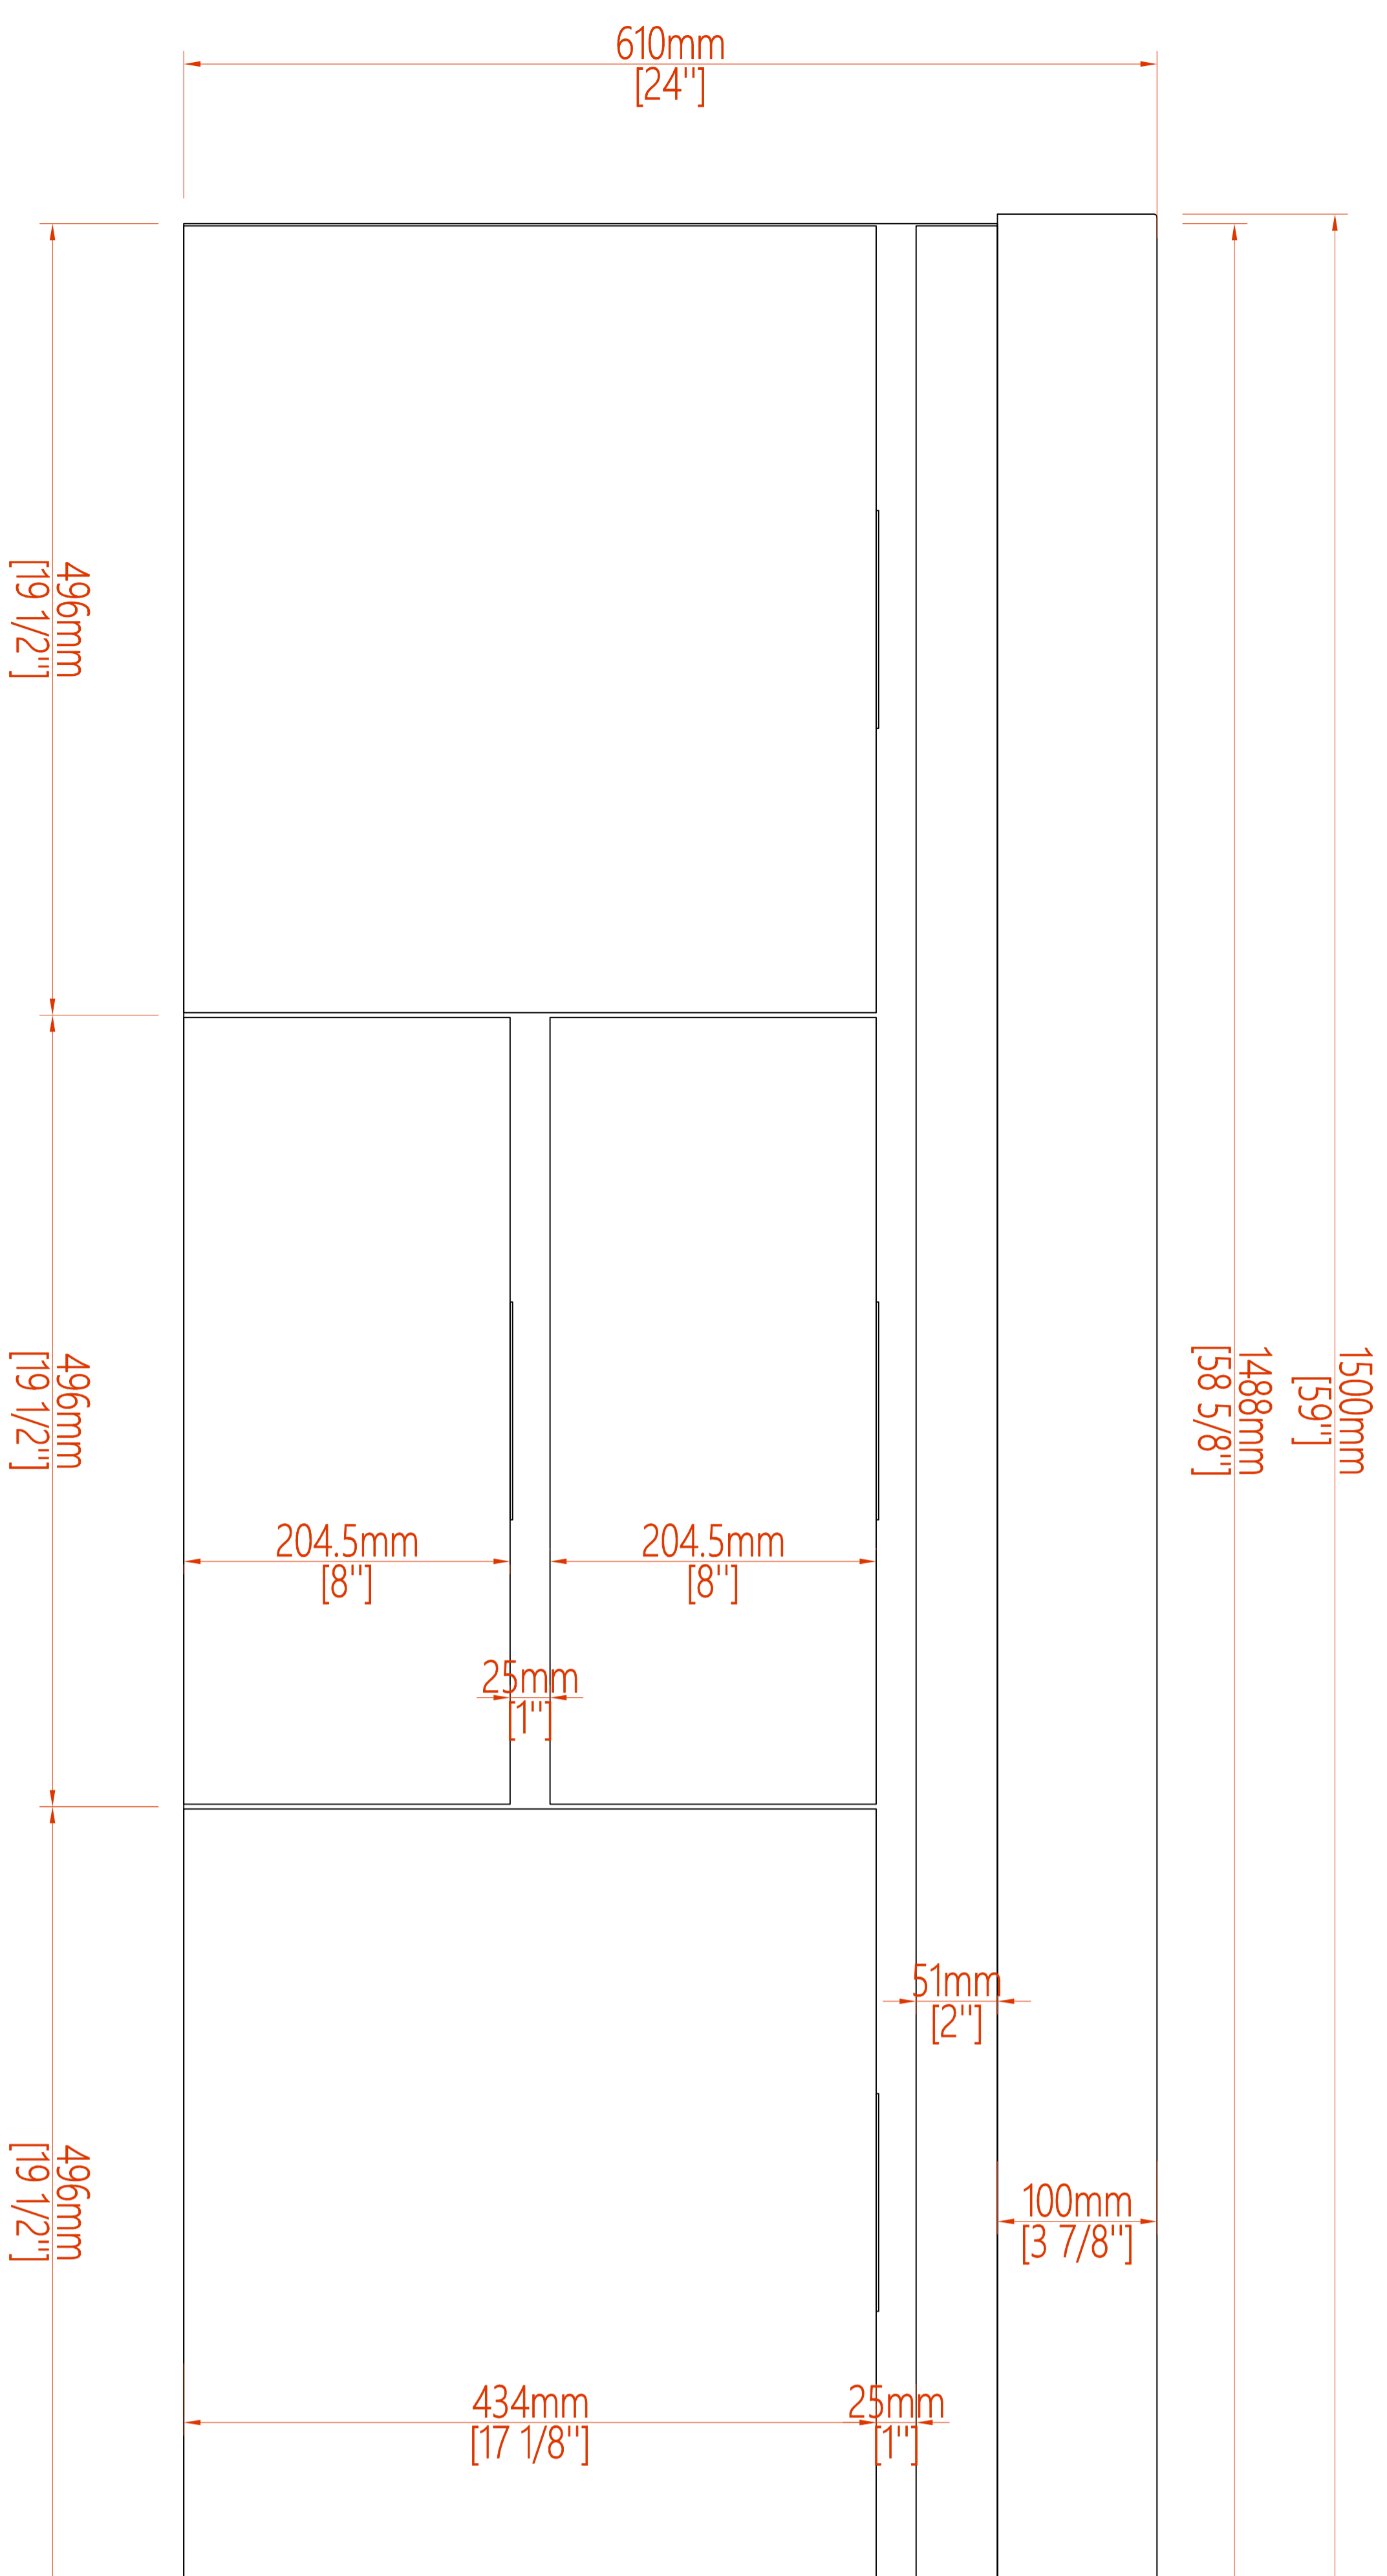 610mm
[24"]
496mm
[19 1/2"]
496mm
[19 1/2"]
1488mm
[58 5/8"]
1500mm
[59"]
204.5mm
[8"]
204.5mm
[8"]
25mm
[1"]
51mm
[2"]
496mm
[19 1/2"]
100mm
[3 7/8"]
434mm
[17 1/8"]
25mm
[1"]